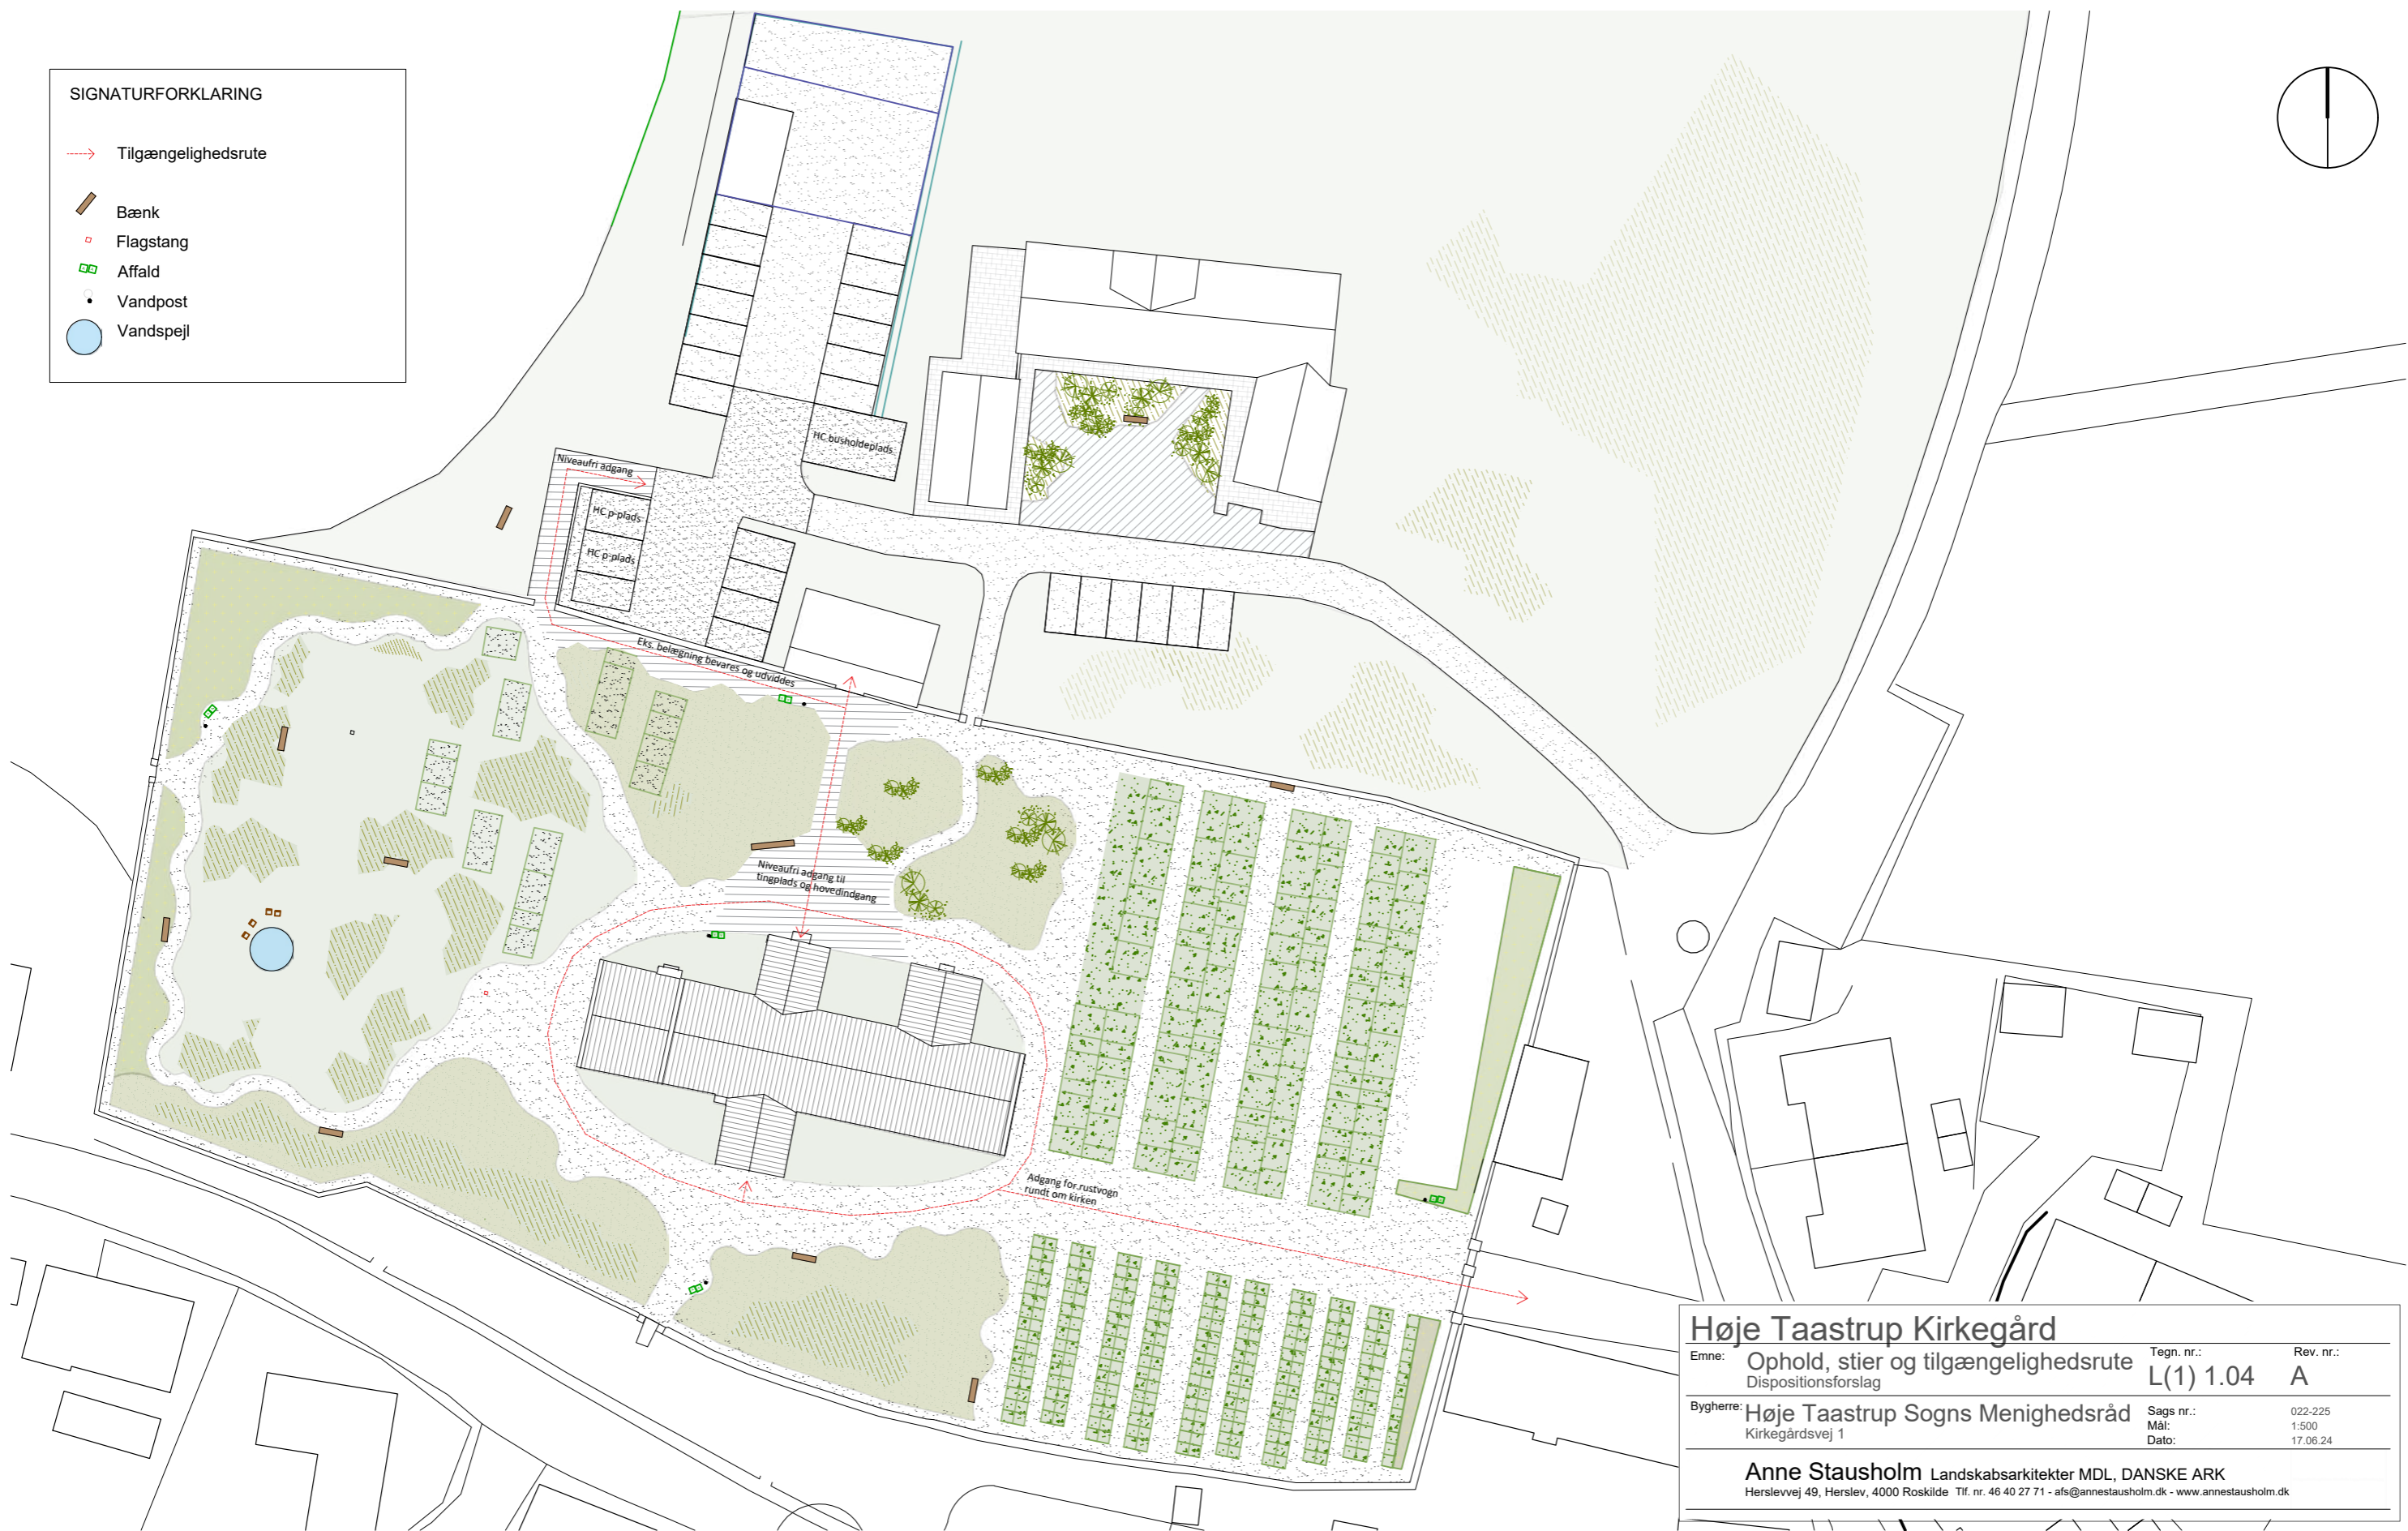 SIGNATURFORKLARING
Tilgængelighedsrute
Bænk
Flagstang
Affald
Vandpost
Vandspejl
HC busholdeplads
Niveaufri adgang
HC p-plads
HC p-plads
Eks. belægning bevares og udviddes
Niveaufri adgang til
tingplads og hovedindgang
Adgang for rustvogn
rundt om kirken
Høje Taastrup Kirkegård
Emne: Ophold, stier og tilgængelighedsrute
Dispositionsforslag
Tegn. nr.: Rev. nr.:
L(1) 1.04 A
Bygherre: Høje Taastrup Sogns Menighedsråd
Kirkegårdsvej 1
Sags nr.: 022-225
Mål: 1:500
Dato: 17.06.24
Anne Stausholm Landskabsarkitekter MDL, DANSKE ARK
Herslevvej 49, Herslev, 4000 Roskilde Tlf. nr. 46 40 27 71 - afs@annestausholm.dk - www.annestausholm.dk